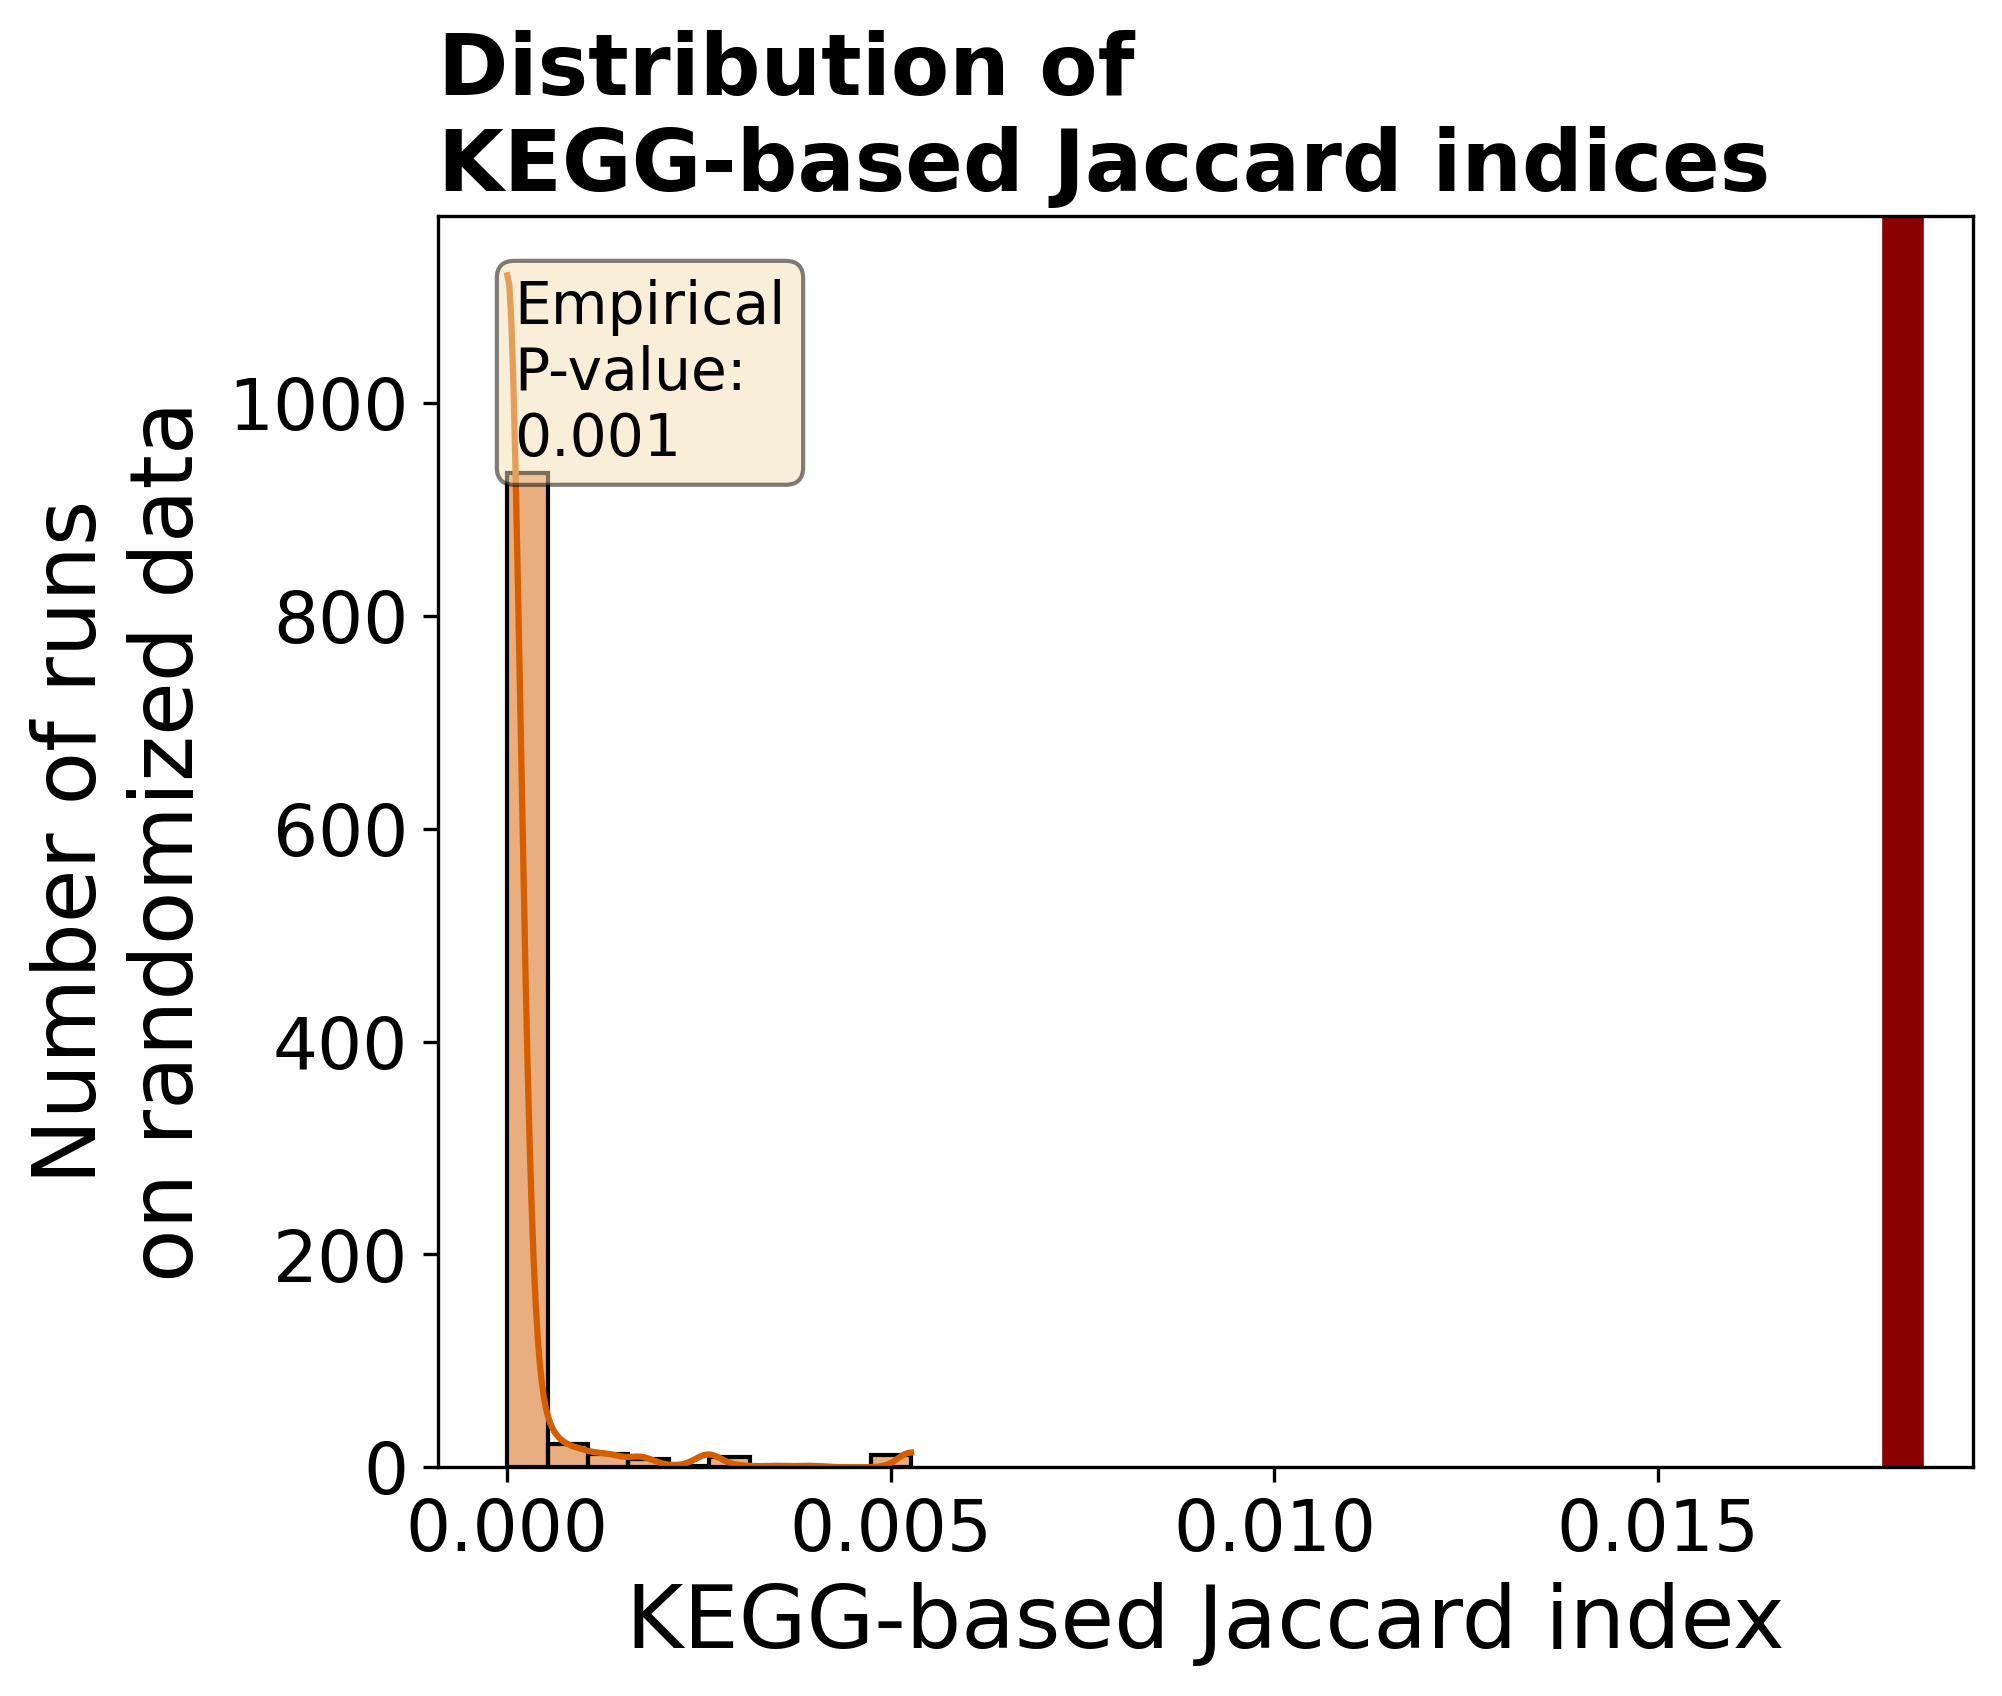 Distribution of
KEGG-based Jaccard indices
Empirical
P-value:
0.001
Number of runs
on randomized data
1000
800
600
400
200
0
0.000 0.005 0.010 0.015
KEGG-based Jaccard index